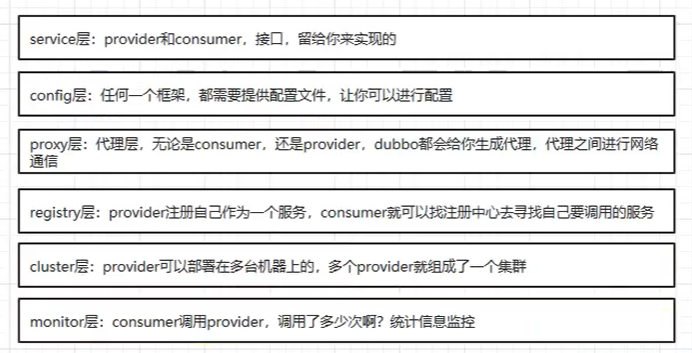 service层：provider和consumer，接口，留给你来实现的
config层：任何一个框架，都需要提供配置文件，让你可以进行配置
proxy层：代理层，无论是consumer，还是provider，dubbo都会给你生成代理，代理之间进行网络
通信
registry层：provider注册自己作为一个服务，consumer就可以找注册中心去寻找自己要调用的服务
cluster层：provider可以部署在多台机器上的，多个provider就组成了一个集群
monitor层：consumer调用provider，调用了多少次啊？统计信息监控